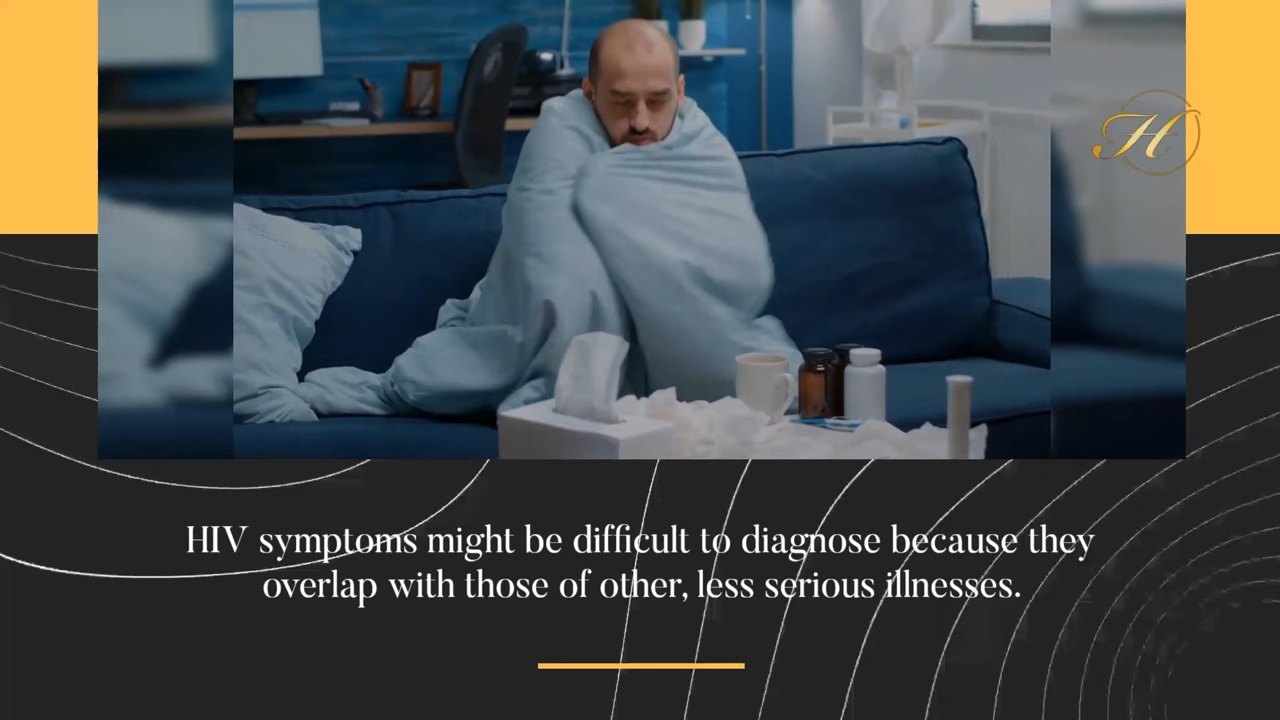 H
HIV symptoms might be difficult to diagnose because they
overlap with those of other, less serious illnesses.